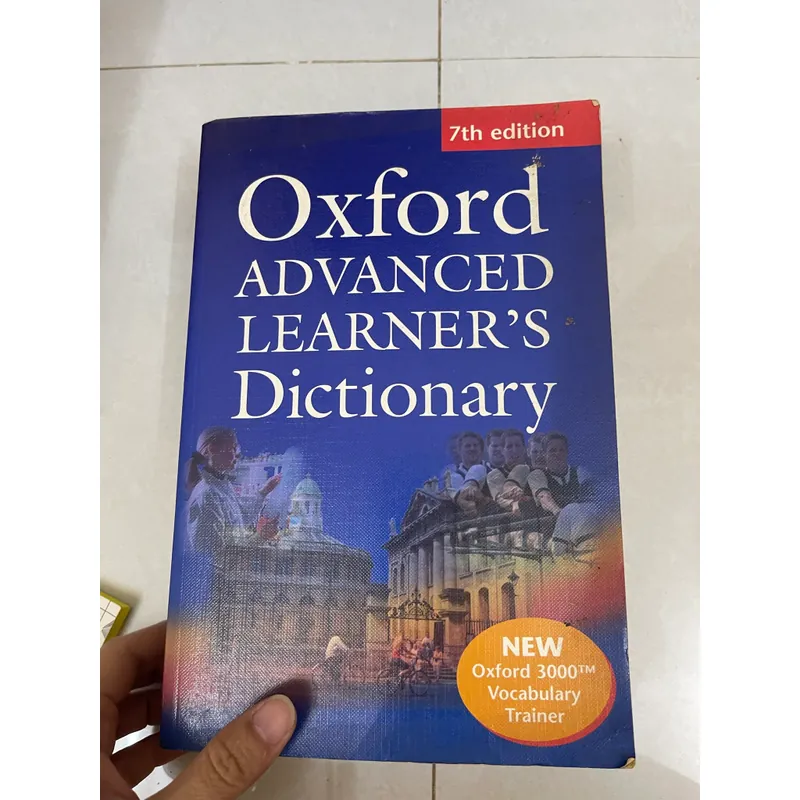 7th edition
Oxford
ADVANCED
LEARNER'S
Dictionary
NEW
Oxford 3000™
Vocabulary
Trainer